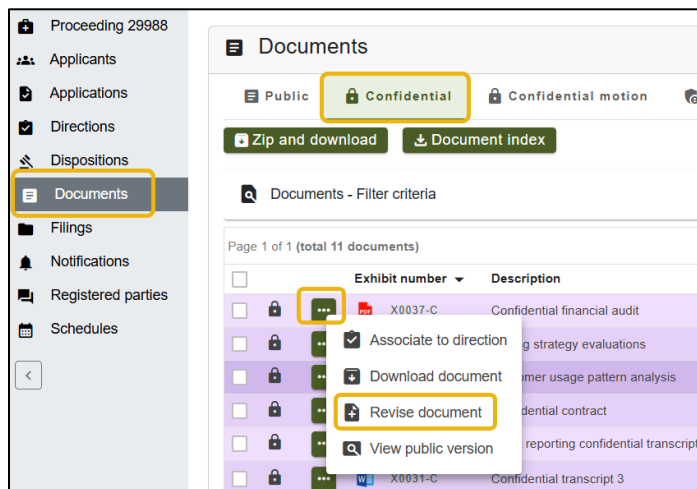 Proceeding 29988
Applicants
Applications
Directions
Dispositions
Documents
Filings
Notifications
Registered parties
Schedules
Documents
Public Confidential Confidential motion
Zip and download Document index
Documents - Filter criteria
Page 1 of 1 (total 11 documents)
Exhibit number Description
PDF X0037-C Confidential financial audit
Associate to direction strategy evaluations
Download document usage pattern analysis
Revise document contract
View public version reporting confidential transcript
X0031-C Confidential transcript 3